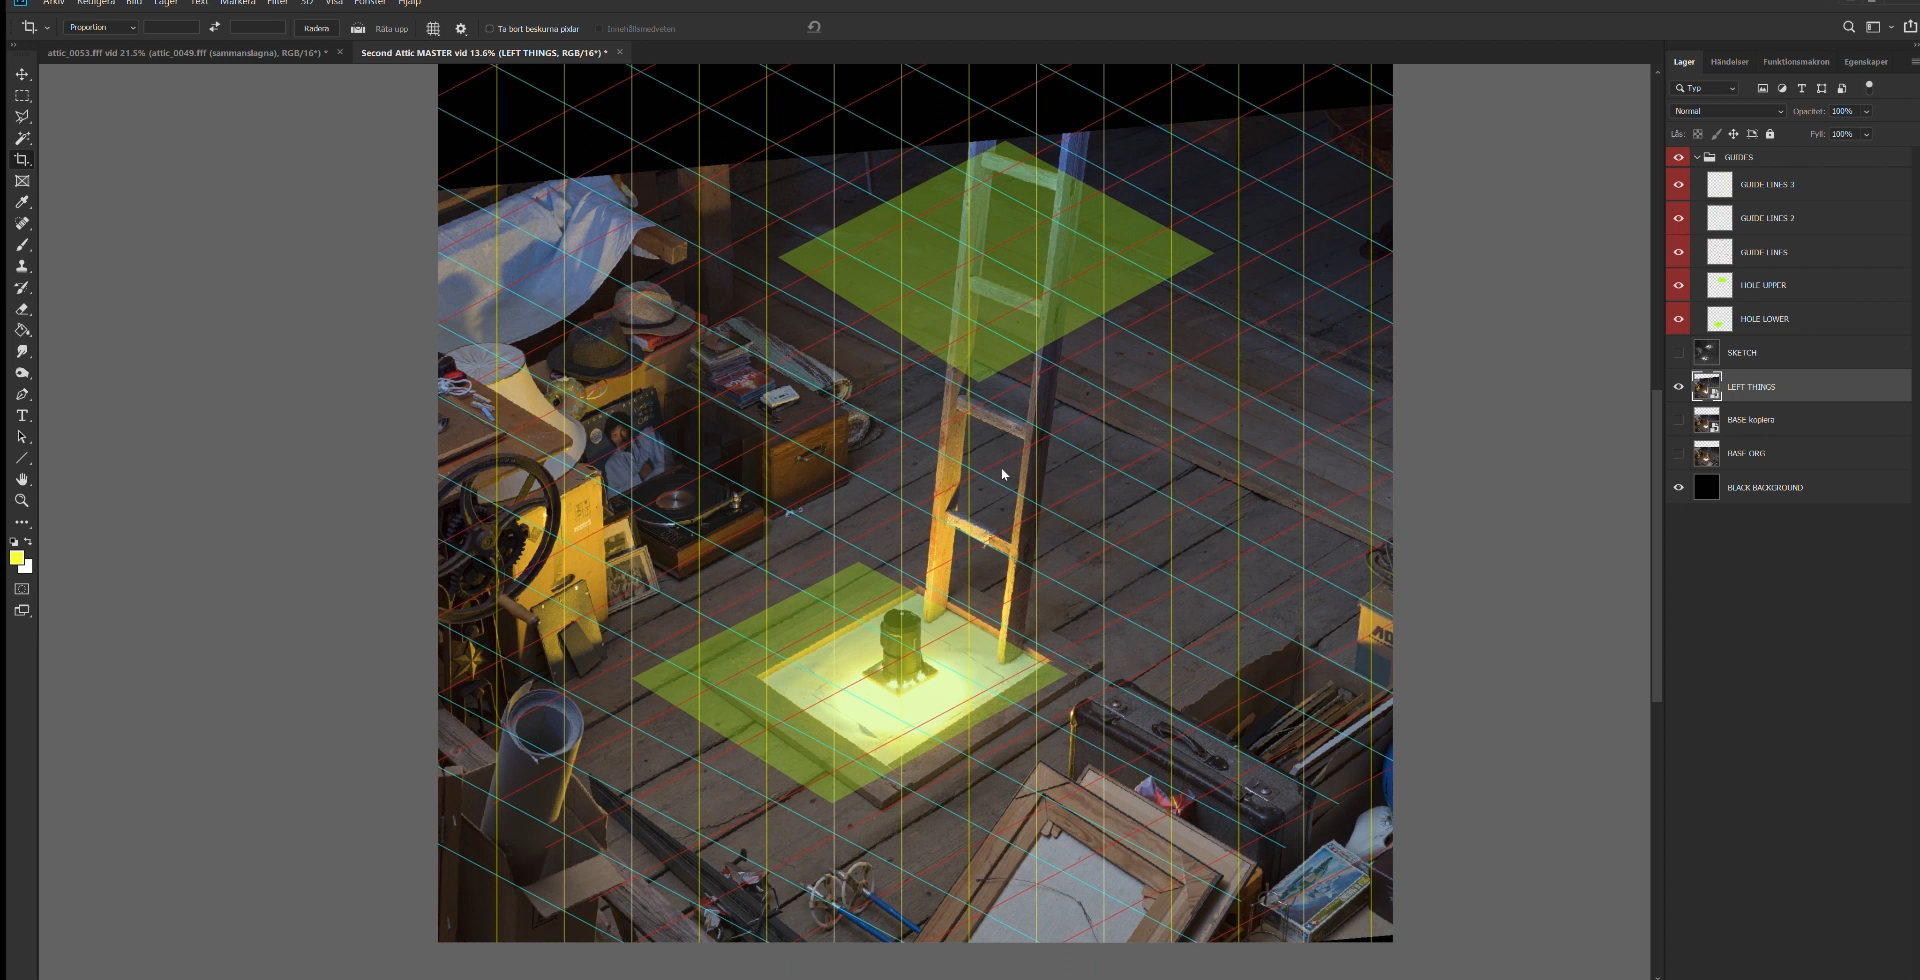 Arkiv Redigera Bild Lager Text Markera Filter 3D Visa Fönster Hjälp
Proportion Radera Räta upp Ta bort beskurna pixlar Innehållsmedveten
attic_0053.fff vid 21.5% (attic_0049.fff (sammanslagna), RGB/16*) * Second Attic MASTER vid 13.6% (LEFT THINGS, RGB/16*) *
Lager Händelser Funktionsmakron Egenskaper
Typ
Normal Opacitet: 100%
Lås: Fyll: 100%
GUIDES
GUIDE LINES 3
GUIDE LINES 2
GUIDE LINES
HOLE UPPER
HOLE LOWER
SKETCH
LEFT THINGS
BASE kopiera
BASE ORG
BLACK BACKGROUND